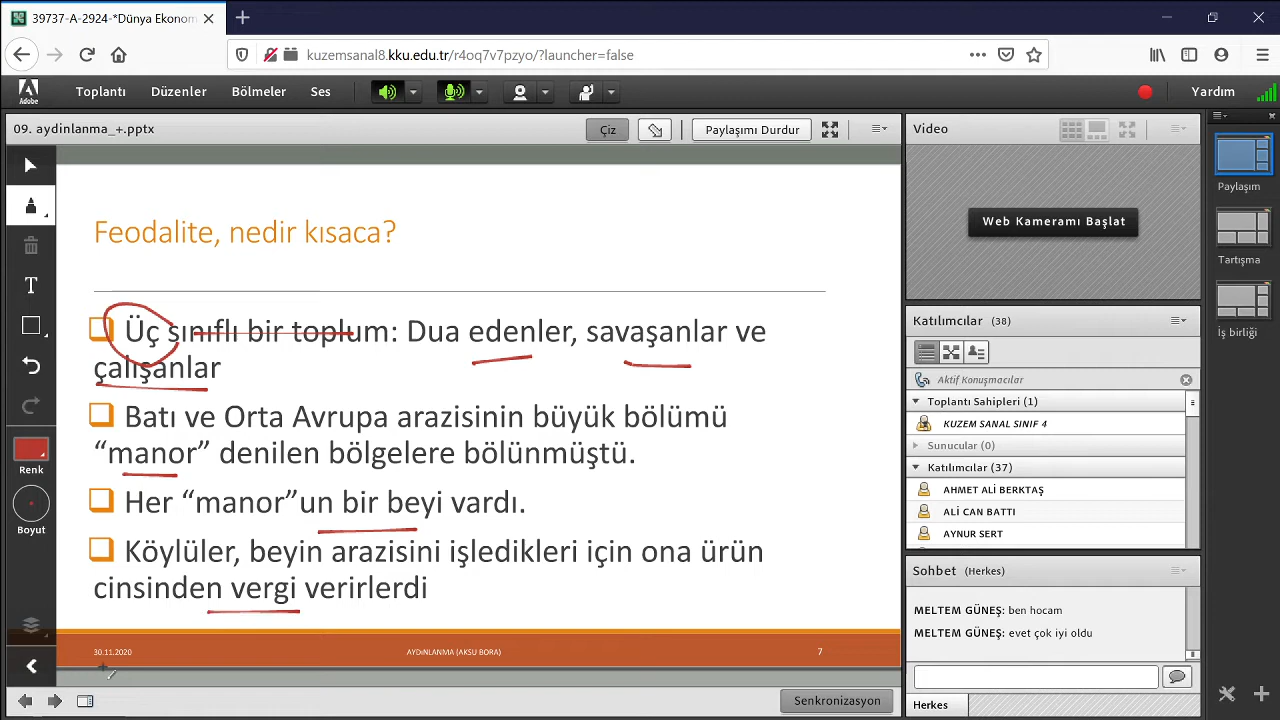 39737-A-2924-*Dünya Ekonom
kuzemsanal8.kku.edu.tr/r4oq7v7pzyo/?launcher=false
Adobe
Toplantı Düzenler Bölmeler Ses Yardım
09. aydinlanma_+.pptx
Çiz
Paylaşımı Durdur
Feodalite, nedir kısaca?
Üç sınıflı bir toplum: Dua edenler, savaşanlar ve
çalışanlar
Batı ve Orta Avrupa arazisinin büyük bölümü
“manor” denilen bölgelere bölünmüştü.
Her “manor”un bir beyi vardı.
Köylüler, beyin arazisini işledikleri için ona ürün
cinsinden vergi verirlerdi
30.11.2020
AYDıNLANMA (AKSU BORA)
7
T
Renk
Boyut
Senkronizasyon
Video
Web Kameramı Başlat
Katılımcılar (38)
Aktif Konuşmacılar
Toplantı Sahipleri (1)
KUZEM SANAL SINIF 4
Sunucular (0)
Katılımcılar (37)
AHMET ALİ BERKTAŞ
ALİ CAN BATTI
AYNUR SERT
Sohbet (Herkes)
MELTEM GÜNEŞ: ben hocam
MELTEM GÜNEŞ: evet çok iyi oldu
Herkes
Paylaşım
Tartışma
İş birliği